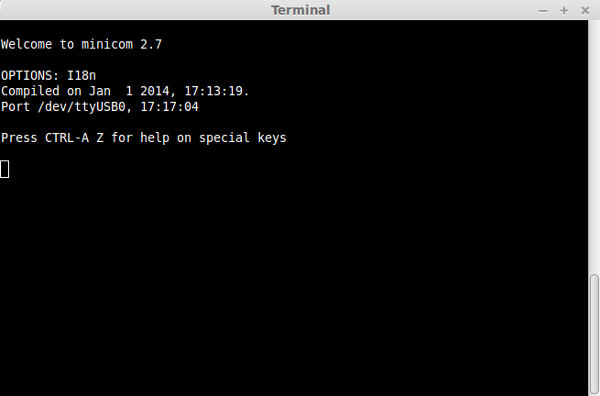 Terminal
Welcome to minicom 2.7
OPTIONS: I18n
Compiled on Jan  1 2014, 17:13:19.
Port /dev/ttyUSB0, 17:17:04
Press CTRL-A Z for help on special keys